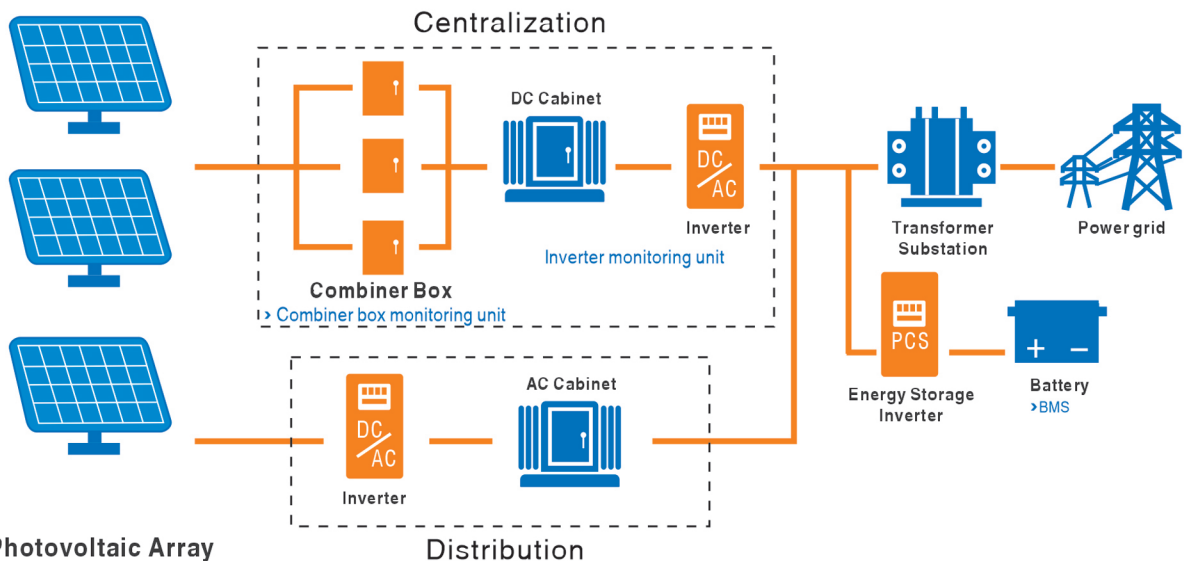 Centralization
DC Cabinet
DC
AC
Inverter
Inverter monitoring unit
Combiner Box
› Combiner box monitoring unit
Transformer
Substation
Power grid
PCS
Energy Storage
Inverter
+ −
Battery
›BMS
AC Cabinet
DC
AC
Inverter
Photovoltaic Array
Distribution